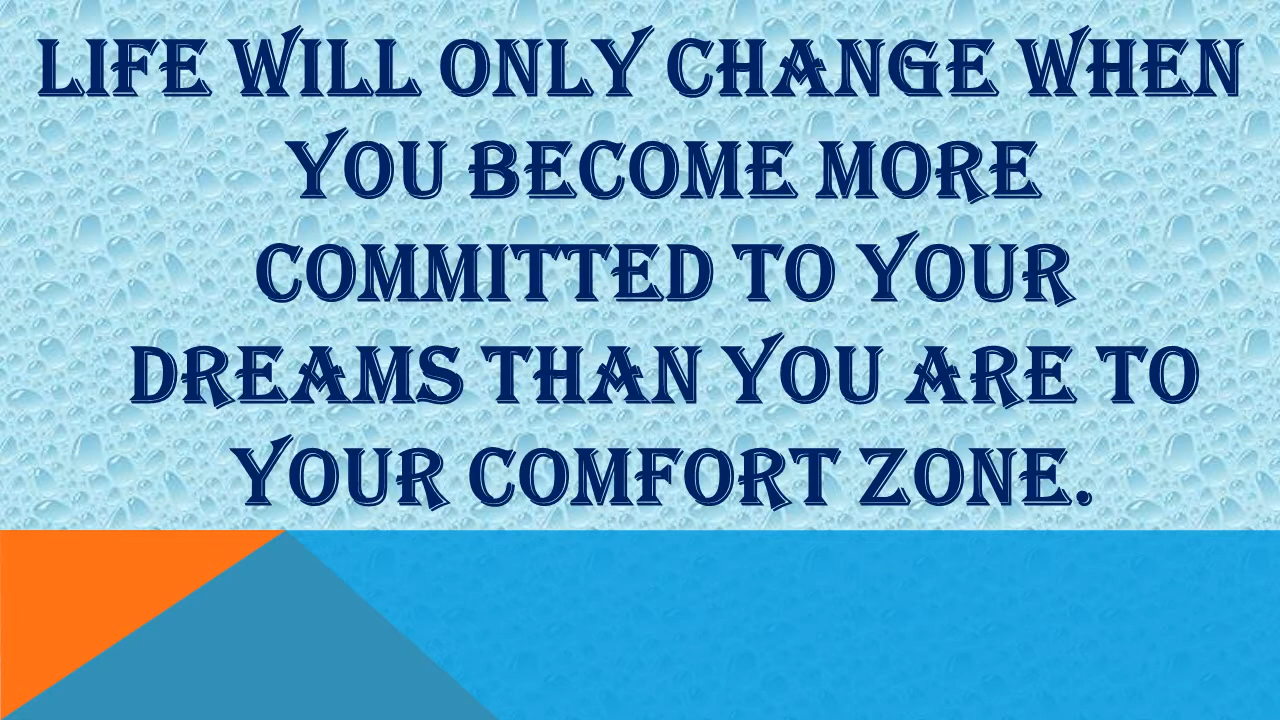 LIFE WILL ONLY CHANGE WHEN
YOU BECOME MORE
COMMITTED TO YOUR
DREAMS THAN YOU ARE TO
YOUR COMFORT ZONE.